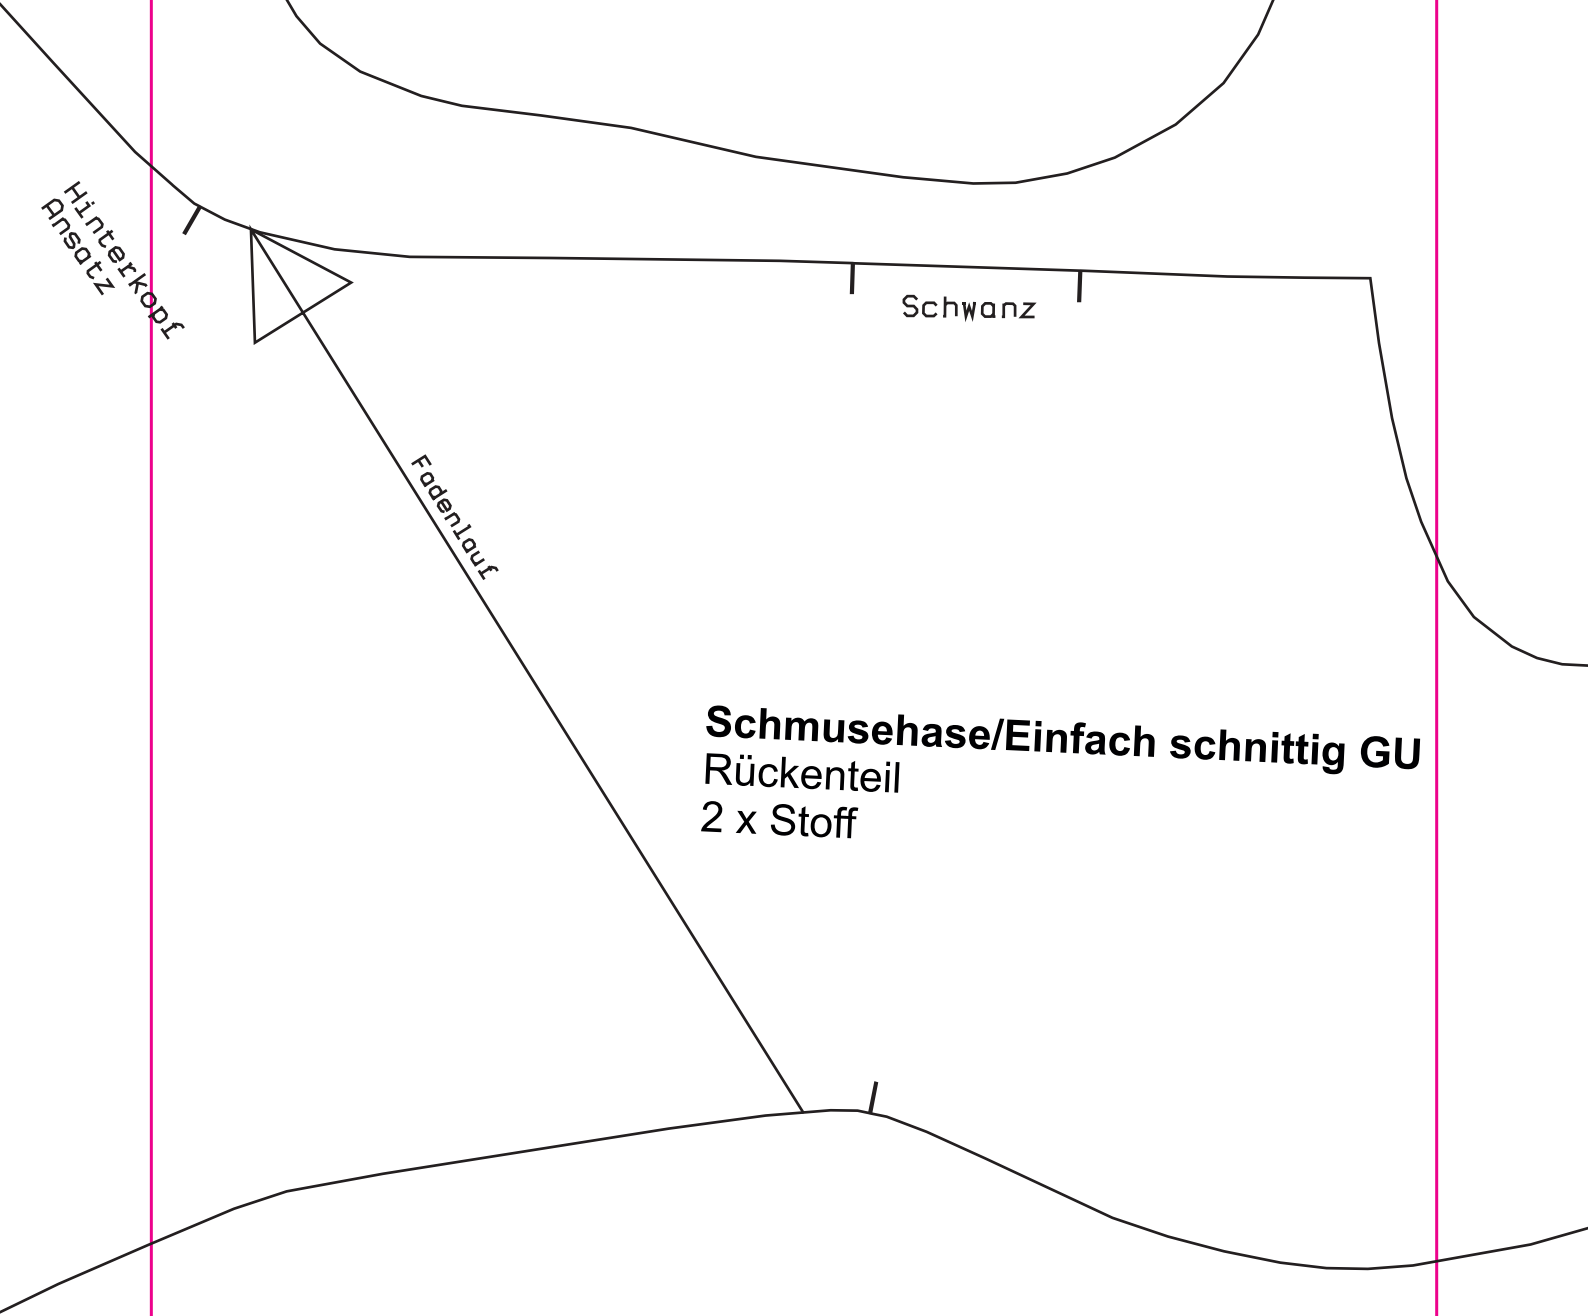 Hinterkopf
Ansatz
Schwanz
Fadenlauf
Schmusehase/Einfach schnittig GU
Rückenteil
2 x Stoff